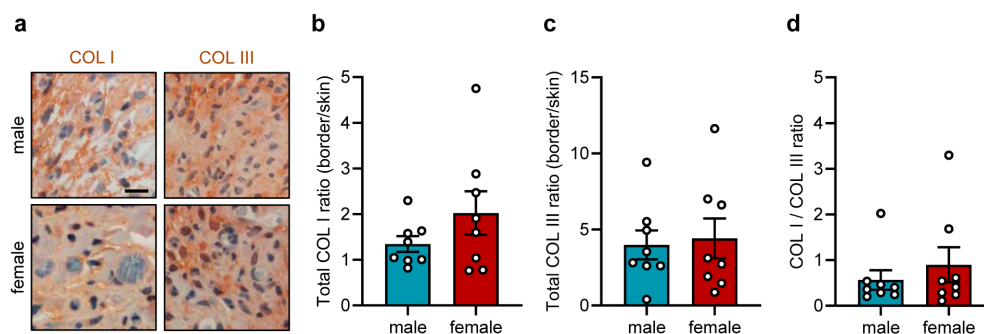 a
COL I
COL III
male
female
b
Total COL I ratio (border/skin)
5
4
3
2
1
0
male
female
c
Total COL III ratio (border/skin)
15
10
5
0
male
female
d
COL I / COL III ratio
5
4
3
2
1
0
male
female